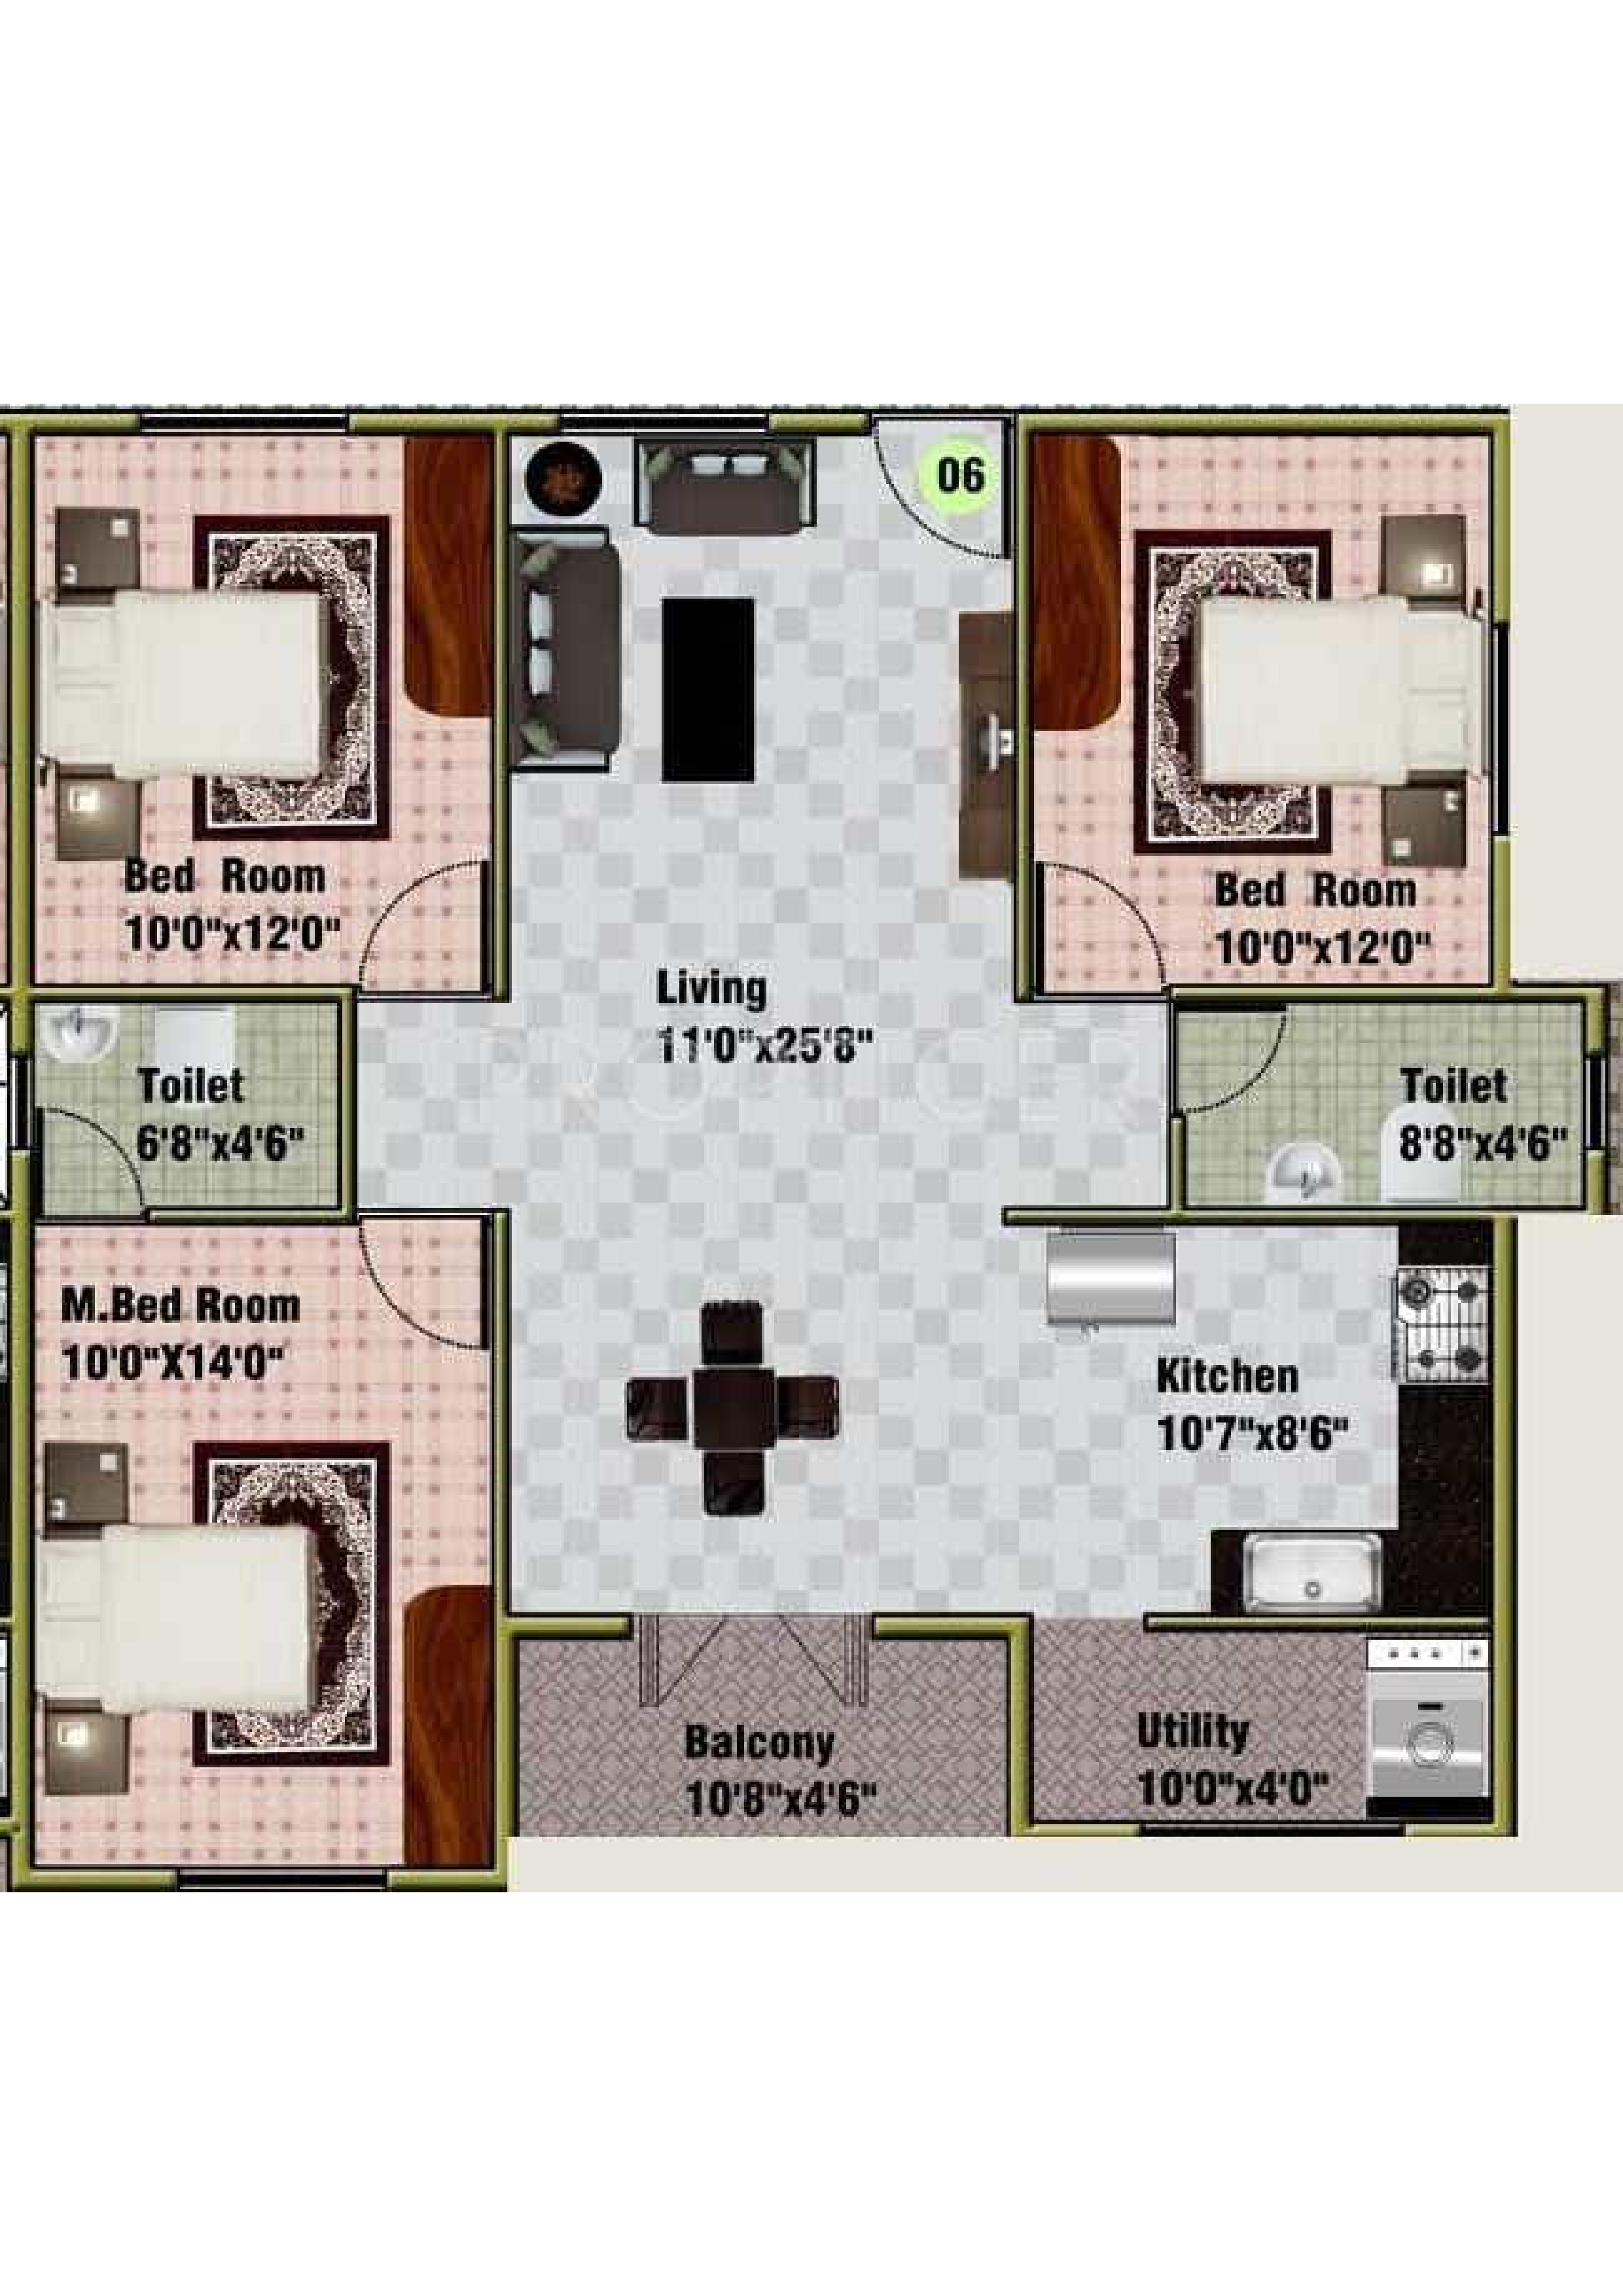 06
Bed Room
10'0"x12'0"
Bed Room
10'0"x12'0"
Living
11'0"x25'8"
PROPTIGER
Toilet
6'8"x4'6"
Toilet
8'8"x4'6"
M.Bed Room
10'0"X14'0"
Kitchen
10'7"x8'6"
Balcony
10'8"x4'6"
Utility
10'0"x4'0"